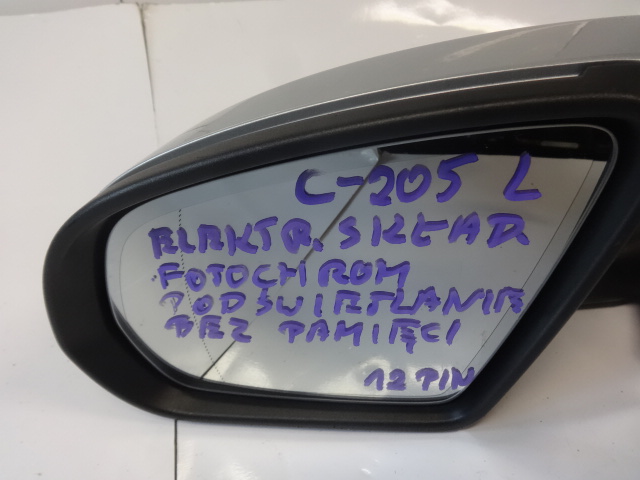 C-205 L
ELEKTR. SKŁAD
FOTOCHROM
PODŚWIETLANIE
BEZ PAMIĘCI
12 PIN